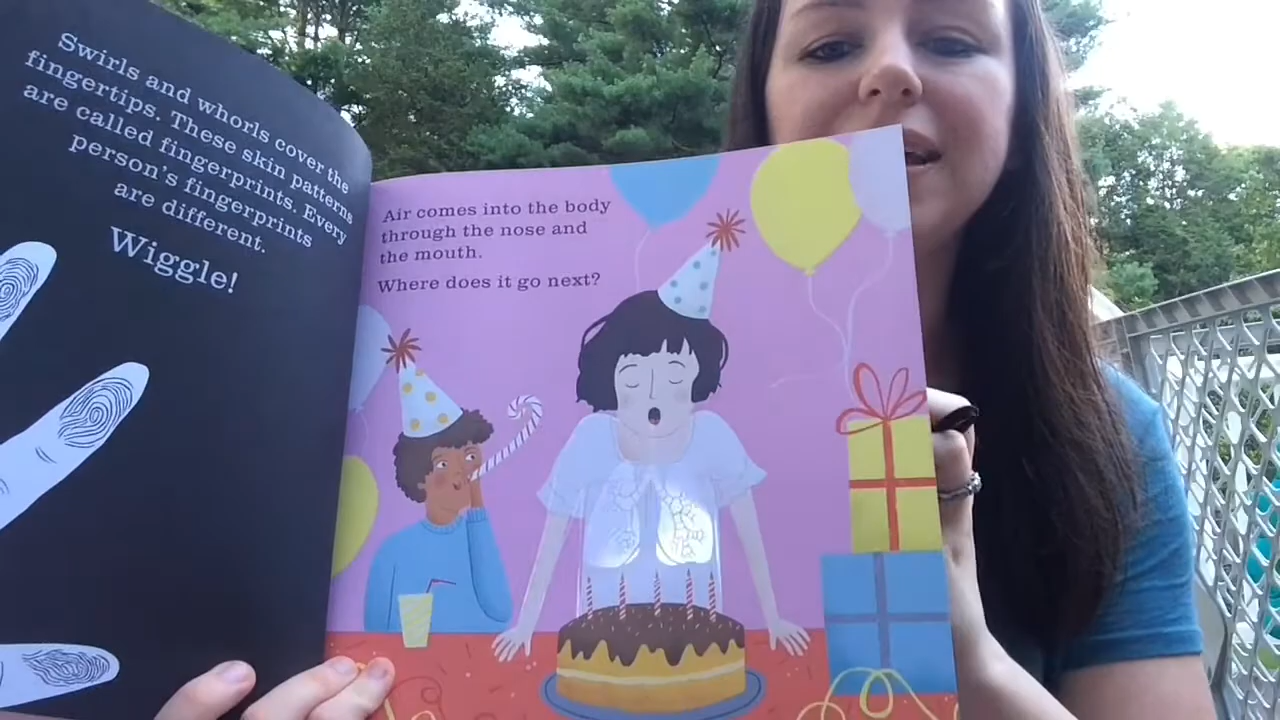 Swirls and whorls cover the
fingertips. These skin patterns
are called fingerprints. Every
person's fingerprints
are different.
Wiggle!
Air comes into the body
through the nose and
the mouth.
Where does it go next?